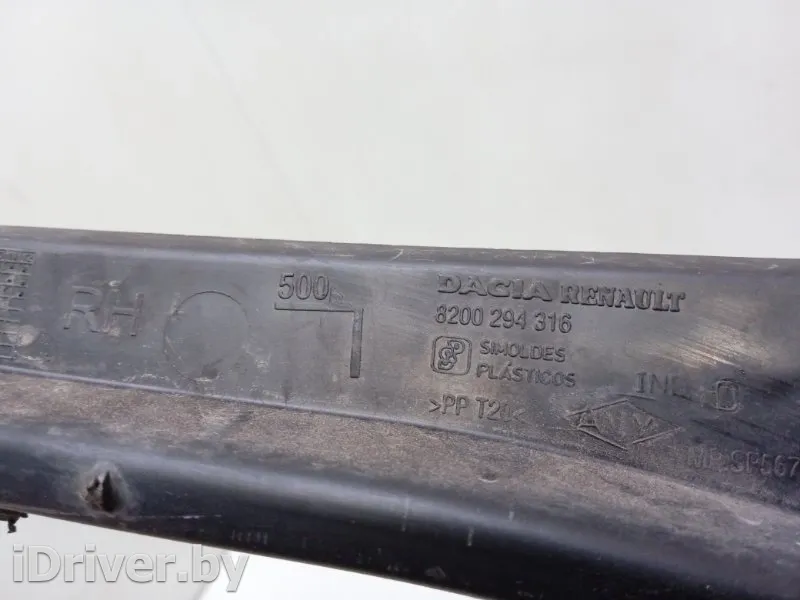 RH
500
DACIA RENAULT
8200 294 316
SIMOLDES
PLÁSTICOS
>PP T20<
iDriver.by